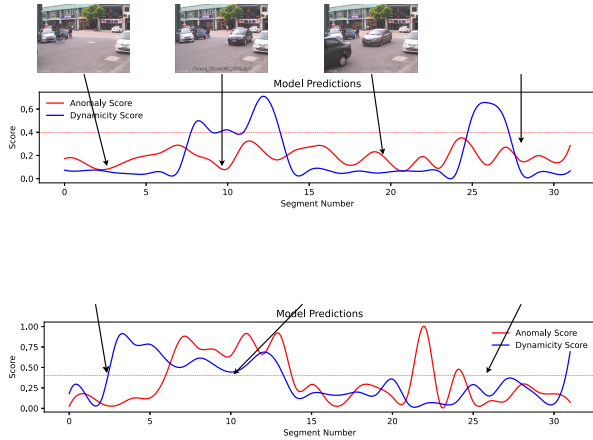 Model Predictions
Anomaly Score
Dynamicity Score
Score
0.6
0.4
0.2
0.0
0 5 10 15 20 25 30
Segment Number
Model Predictions
Anomaly Score
Dynamicity Score
Score
1.00
0.75
0.50
0.25
0.00
0 5 10 15 20 25 30
Segment Number